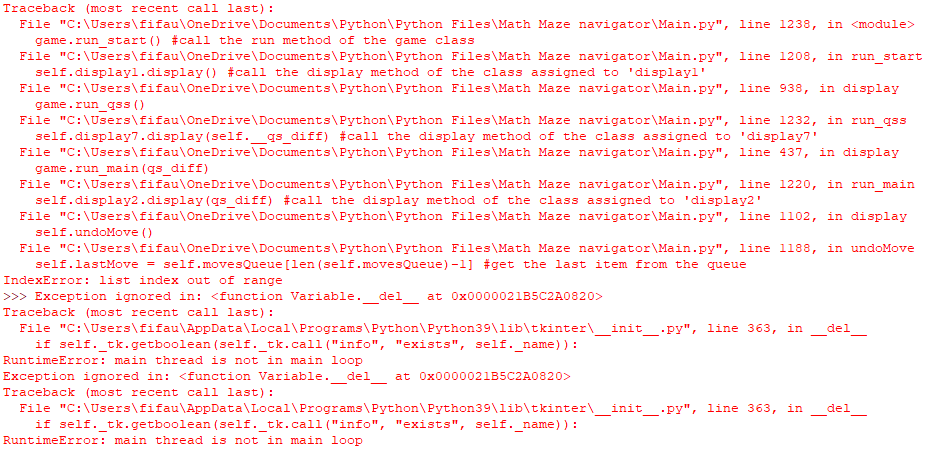 Traceback (most recent call last):
  File "C:\Users\fifau\OneDrive\Documents\Python\Python Files\Math Maze navigator\Main.py", line 1238, in <module>
    game.run_start() #call the run method of the game class
  File "C:\Users\fifau\OneDrive\Documents\Python\Python Files\Math Maze navigator\Main.py", line 1208, in run_start
    self.display1.display() #call the display method of the class assigned to 'display1'
  File "C:\Users\fifau\OneDrive\Documents\Python\Python Files\Math Maze navigator\Main.py", line 938, in display
    game.run_qss()
  File "C:\Users\fifau\OneDrive\Documents\Python\Python Files\Math Maze navigator\Main.py", line 1232, in run_qss
    self.display7.display(self.__qs_diff) #call the display method of the class assigned to 'display7'
  File "C:\Users\fifau\OneDrive\Documents\Python\Python Files\Math Maze navigator\Main.py", line 437, in display
    game.run_main(qs_diff)
  File "C:\Users\fifau\OneDrive\Documents\Python\Python Files\Math Maze navigator\Main.py", line 1220, in run_main
    self.display2.display(qs_diff) #call the display method of the class assigned to 'display2'
  File "C:\Users\fifau\OneDrive\Documents\Python\Python Files\Math Maze navigator\Main.py", line 1102, in display
    self.undoMove()
  File "C:\Users\fifau\OneDrive\Documents\Python\Python Files\Math Maze navigator\Main.py", line 1188, in undoMove
    self.lastMove = self.movesQueue[len(self.movesQueue)-1] #get the last item from the queue
IndexError: list index out of range
>>> Exception ignored in: <function Variable.__del__ at 0x0000021B5C2A0820>
Traceback (most recent call last):
  File "C:\Users\fifau\AppData\Local\Programs\Python\Python39\lib\tkinter\__init__.py", line 363, in __del__
    if self._tk.getboolean(self._tk.call("info", "exists", self._name)):
RuntimeError: main thread is not in main loop
Exception ignored in: <function Variable.__del__ at 0x0000021B5C2A0820>
Traceback (most recent call last):
  File "C:\Users\fifau\AppData\Local\Programs\Python\Python39\lib\tkinter\__init__.py", line 363, in __del__
    if self._tk.getboolean(self._tk.call("info", "exists", self._name)):
RuntimeError: main thread is not in main loop